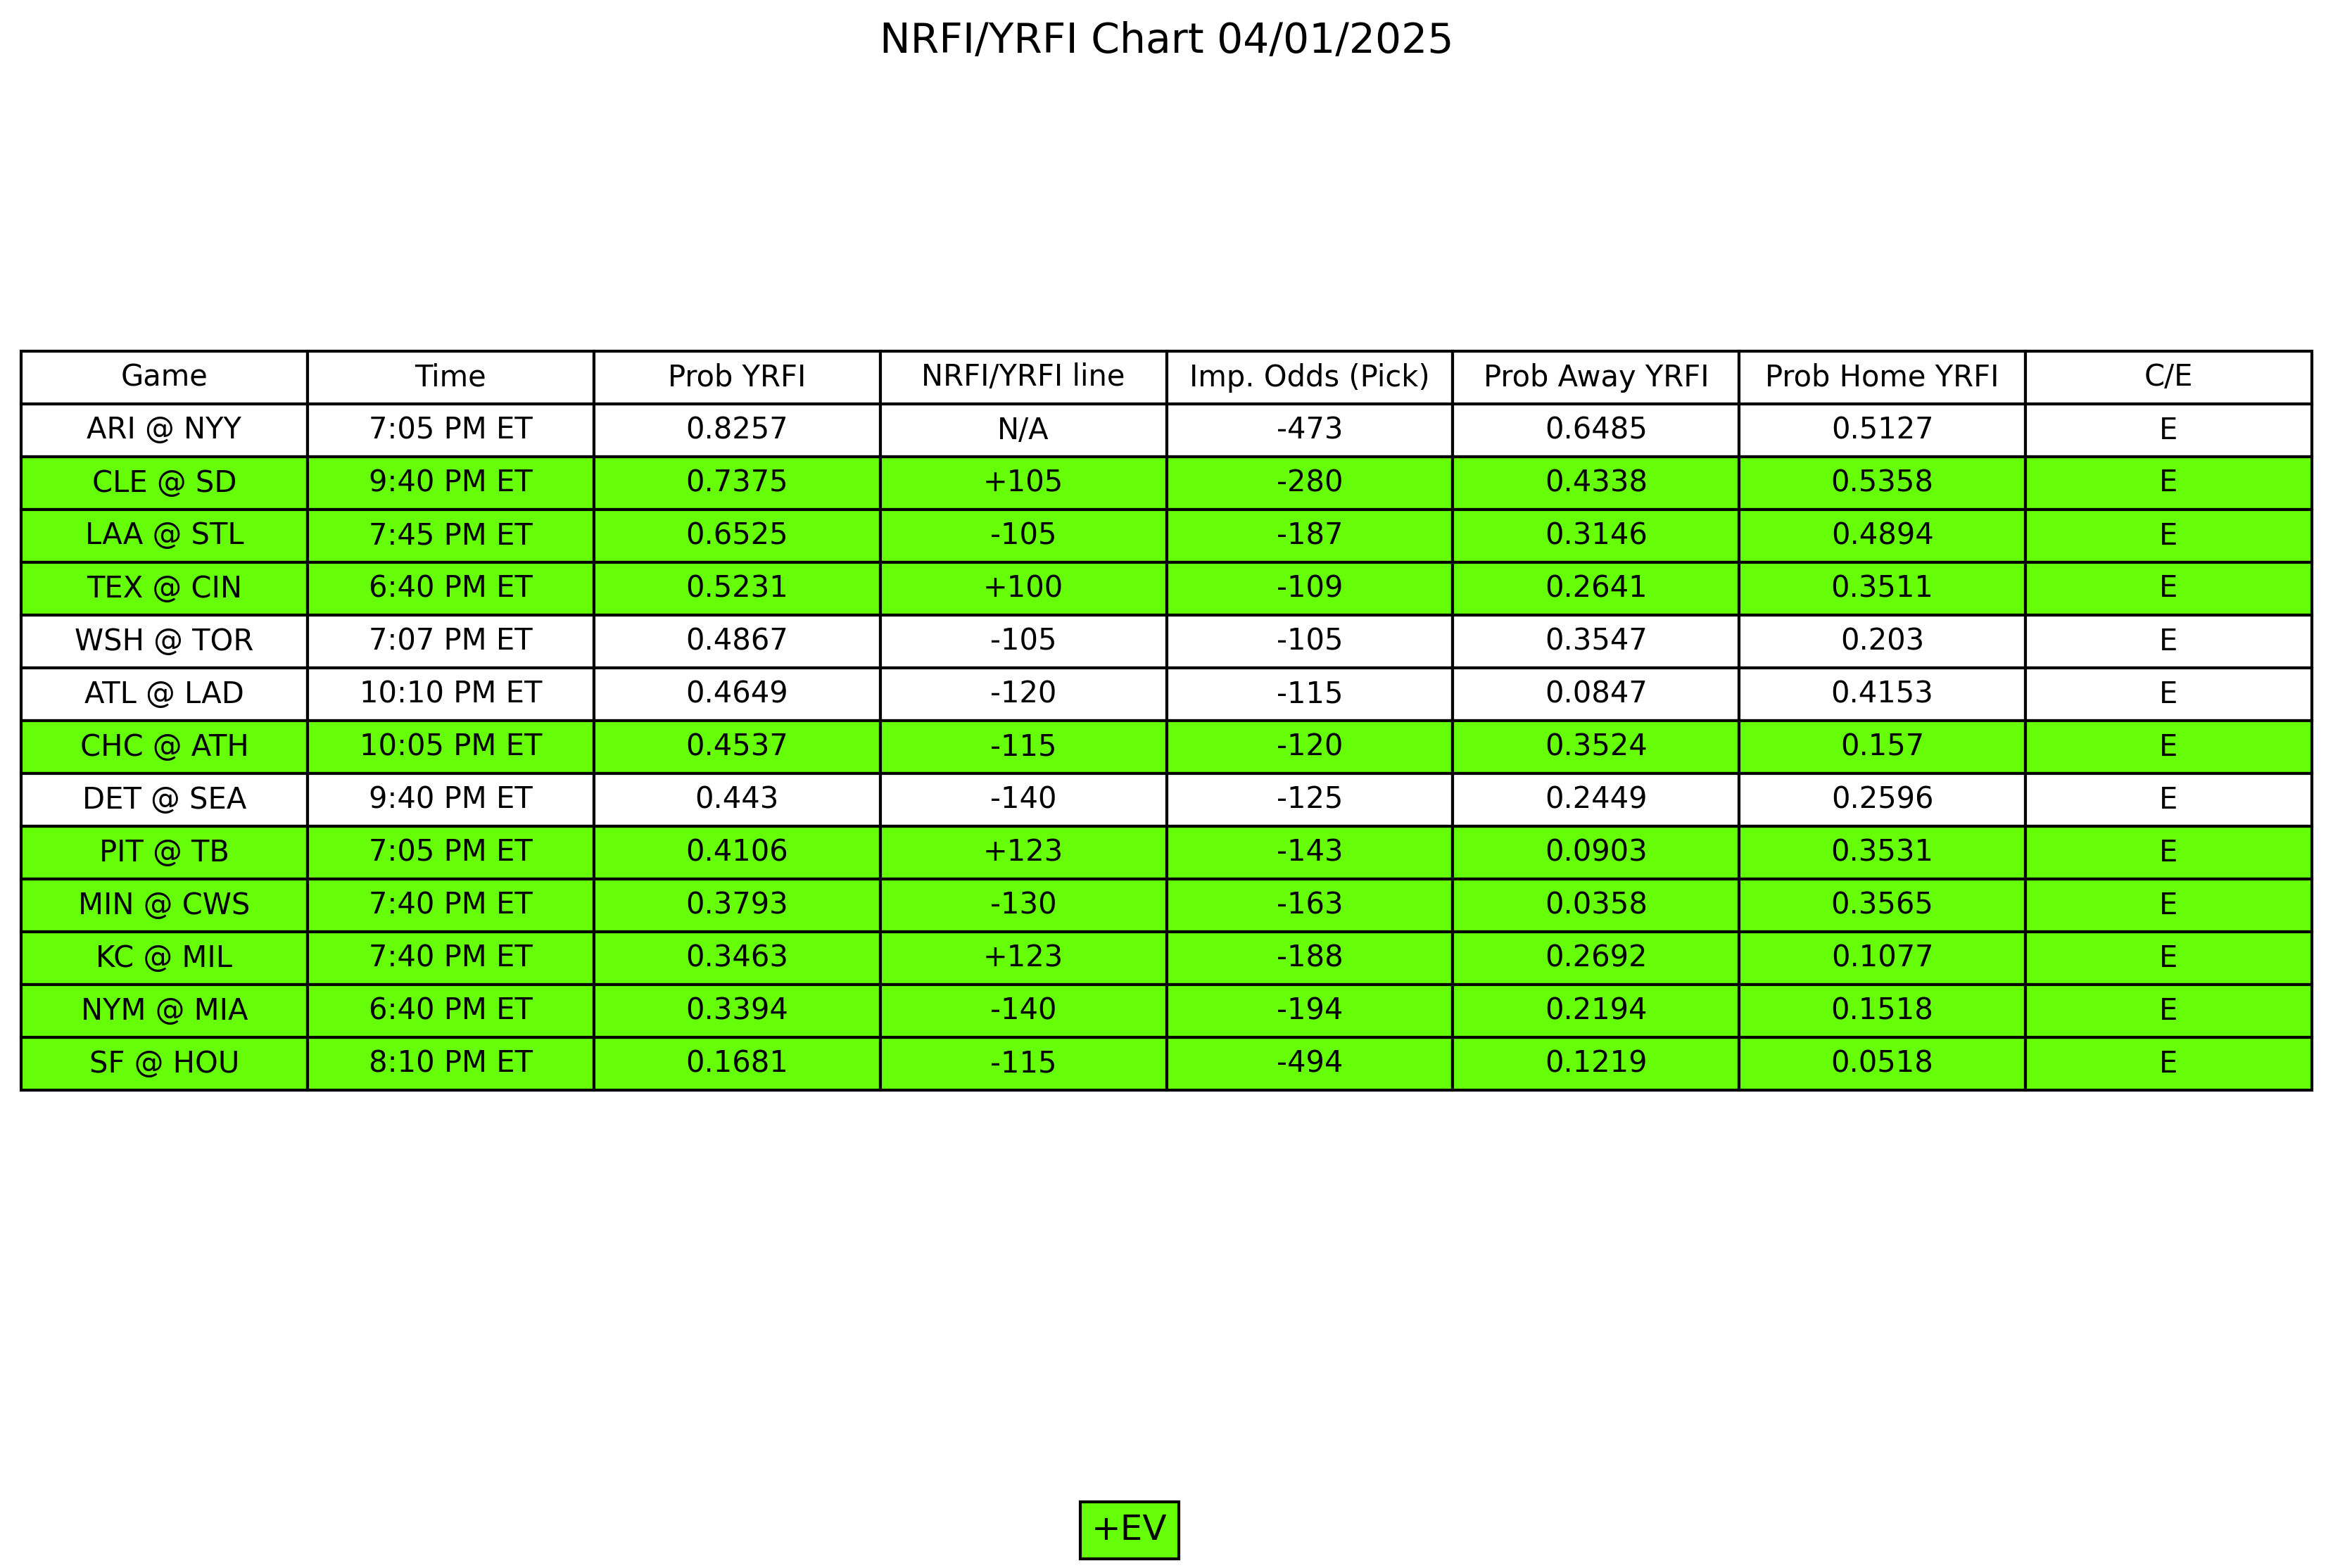 NRFI/YRFI Chart 04/01/2025
Game Time Prob YRFI NRFI/YRFI line Imp. Odds (Pick) Prob Away YRFI Prob Home YRFI C/E
ARI @ NYY 7:05 PM ET 0.8257 N/A -473 0.6485 0.5127 E
CLE @ SD 9:40 PM ET 0.7375 +105 -280 0.4338 0.5358 E
LAA @ STL 7:45 PM ET 0.6525 -105 -187 0.3146 0.4894 E
TEX @ CIN 6:40 PM ET 0.5231 +100 -109 0.2641 0.3511 E
WSH @ TOR 7:07 PM ET 0.4867 -105 -105 0.3547 0.203 E
ATL @ LAD 10:10 PM ET 0.4649 -120 -115 0.0847 0.4153 E
CHC @ ATH 10:05 PM ET 0.4537 -115 -120 0.3524 0.157 E
DET @ SEA 9:40 PM ET 0.443 -140 -125 0.2449 0.2596 E
PIT @ TB 7:05 PM ET 0.4106 +123 -143 0.0903 0.3531 E
MIN @ CWS 7:40 PM ET 0.3793 -130 -163 0.0358 0.3565 E
KC @ MIL 7:40 PM ET 0.3463 +123 -188 0.2692 0.1077 E
NYM @ MIA 6:40 PM ET 0.3394 -140 -194 0.2194 0.1518 E
SF @ HOU 8:10 PM ET 0.1681 -115 -494 0.1219 0.0518 E
+EV